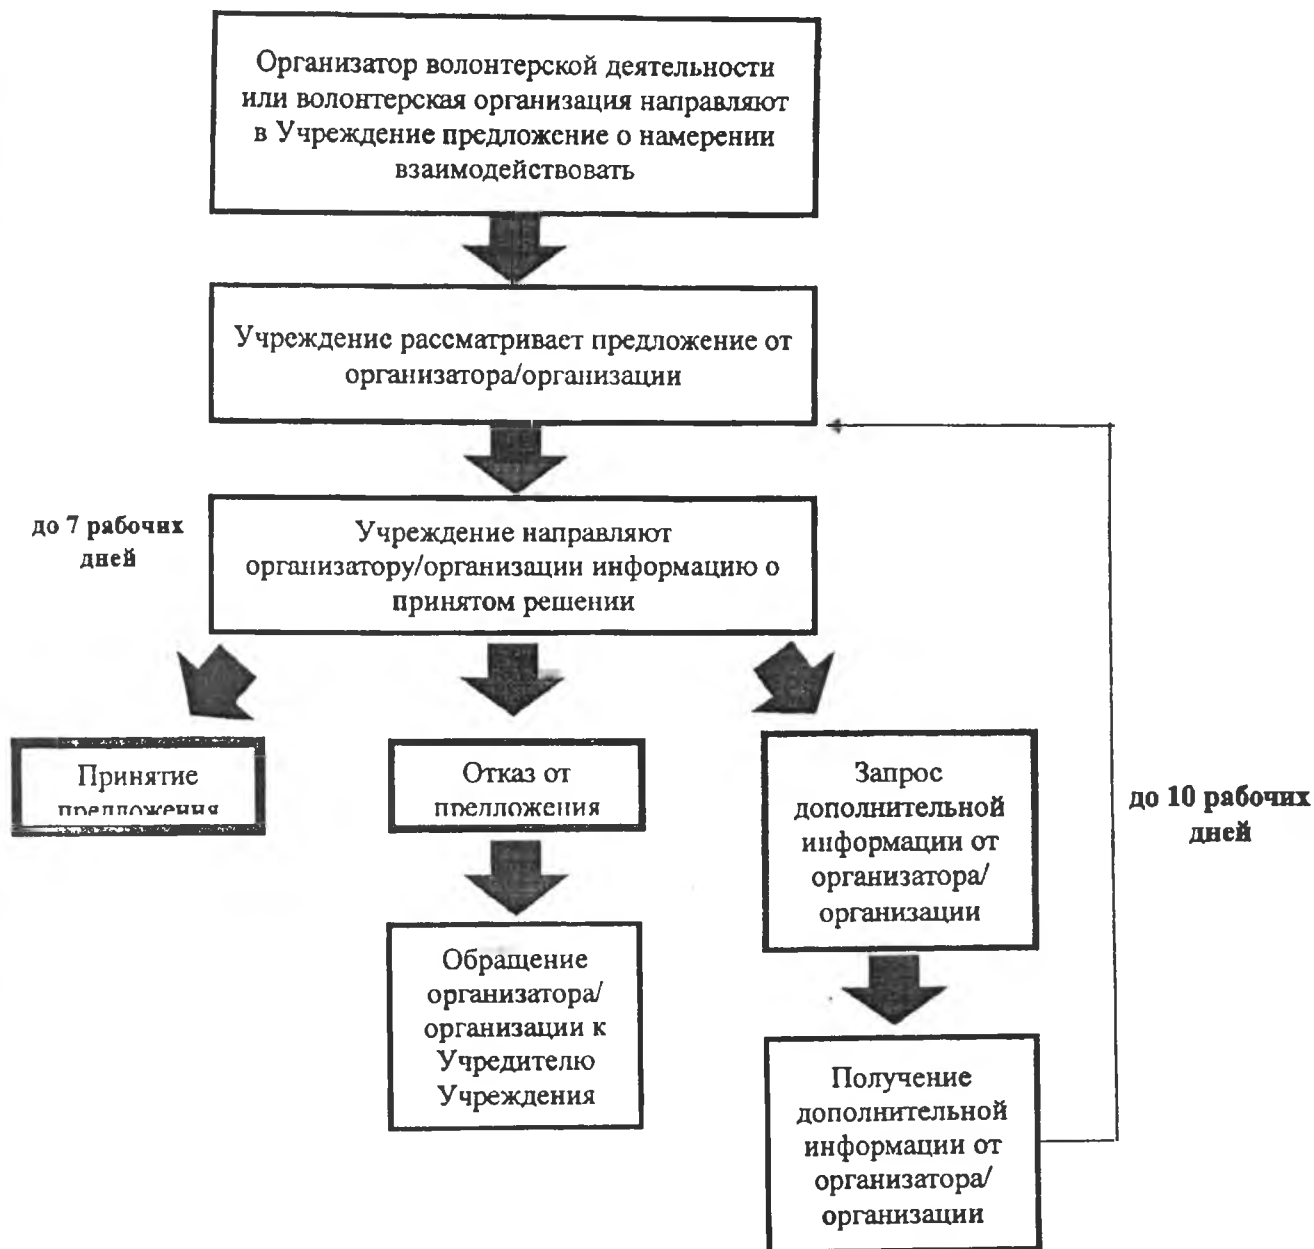 Организатор волонтерской деятельности
или волонтерская организация направляют
в Учреждение предложение о намерении
взаимодействовать
Учреждение рассматривает предложение от
организатора/организации
до 7 рабочих
дней
Учреждение направляют
организатору/организации информацию о
принятом решении
Принятие
предложения
Отказ от
предложения
Запрос
дополнительной
информации от
организатора/
организации
до 10 рабочих
дней
Обращение
организатора/
организации к
Учредителю
Учреждения
Получение
дополнительной
информации от
организатора/
организации